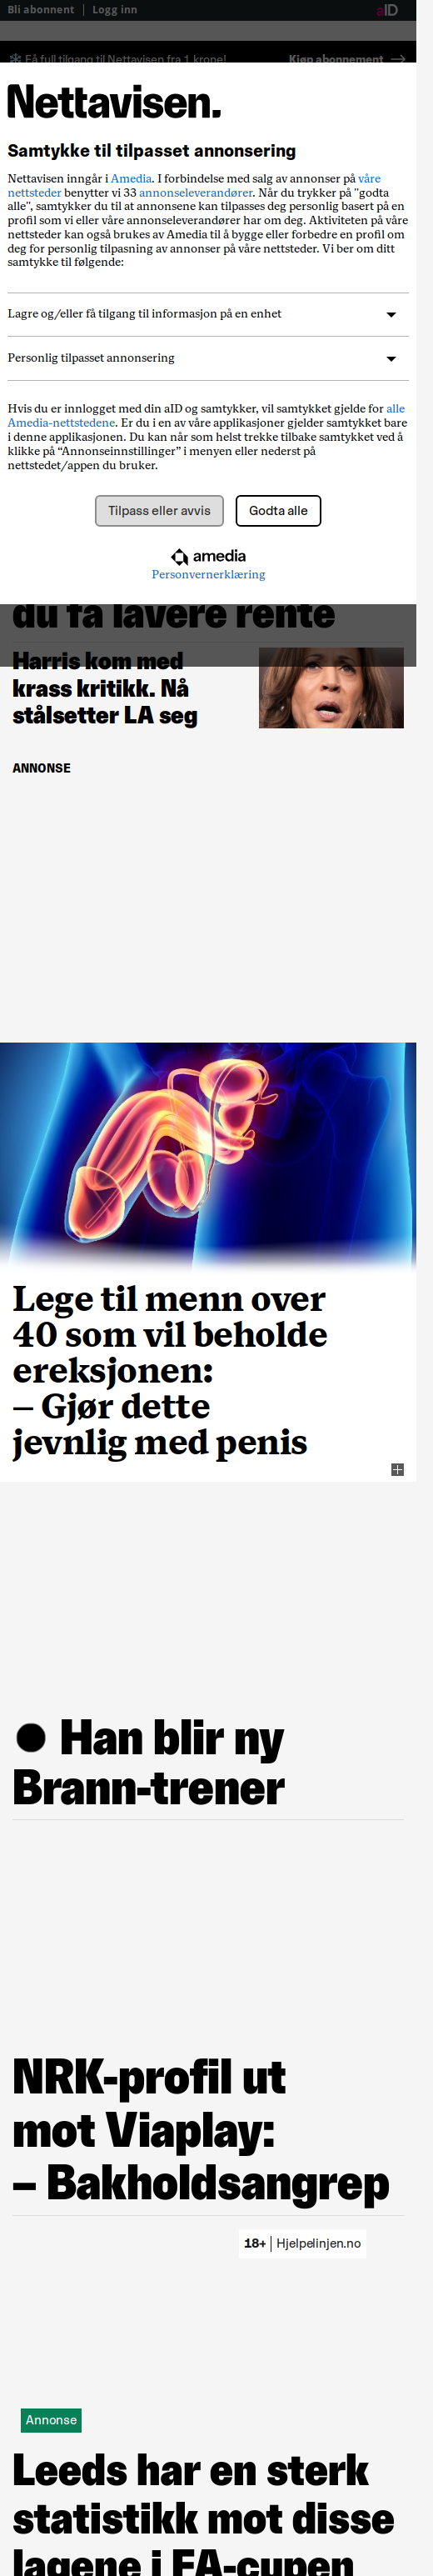 Bli abonnent | Logg inn
aID
Få full tilgang til Nettavisen fra 1 krone!
Kjøp abonnement
Nettavisen.
Samtykke til tilpasset annonsering
Nettavisen inngår i Amedia. I forbindelse med salg av annonser på våre
nettsteder benytter vi 33 annonseleverandører. Når du trykker på "godta
alle", samtykker du til at annonsene kan tilpasses deg personlig basert på en
profil som vi eller våre annonseleverandører har om deg. Aktiviteten på våre
nettsteder kan også brukes av Amedia til å bygge eller forbedre en profil om
deg for personlig tilpasning av annonser på våre nettsteder. Vi ber om ditt
samtykke til følgende:
Lagre og/eller få tilgang til informasjon på en enhet
Personlig tilpasset annonsering
Hvis du er innlogget med din aID og samtykker, vil samtykket gjelde for alle
Amedia-nettstedene. Er du i en av våre applikasjoner gjelder samtykket bare
i denne applikasjonen. Du kan når som helst trekke tilbake samtykket ved å
klikke på “Annonseinnstillinger” i menyen eller nederst på
nettstedet/appen du bruker.
Tilpass eller avvis
Godta alle
amedia
Personvernerklæring
du få lavere rente
Harris kom med
krass kritikk. Nå
stålsetter LA seg
ANNONSE
Lege til menn over
40 som vil beholde
ereksjonen:
– Gjør dette
jevnlig med penis
Han blir ny
Brann-trener
NRK-profil ut
mot Viaplay:
– Bakholdsangrep
18+ | Hjelpelinjen.no
Annonse
Leeds har en sterk
statistikk mot disse
lagene i FA-cupen